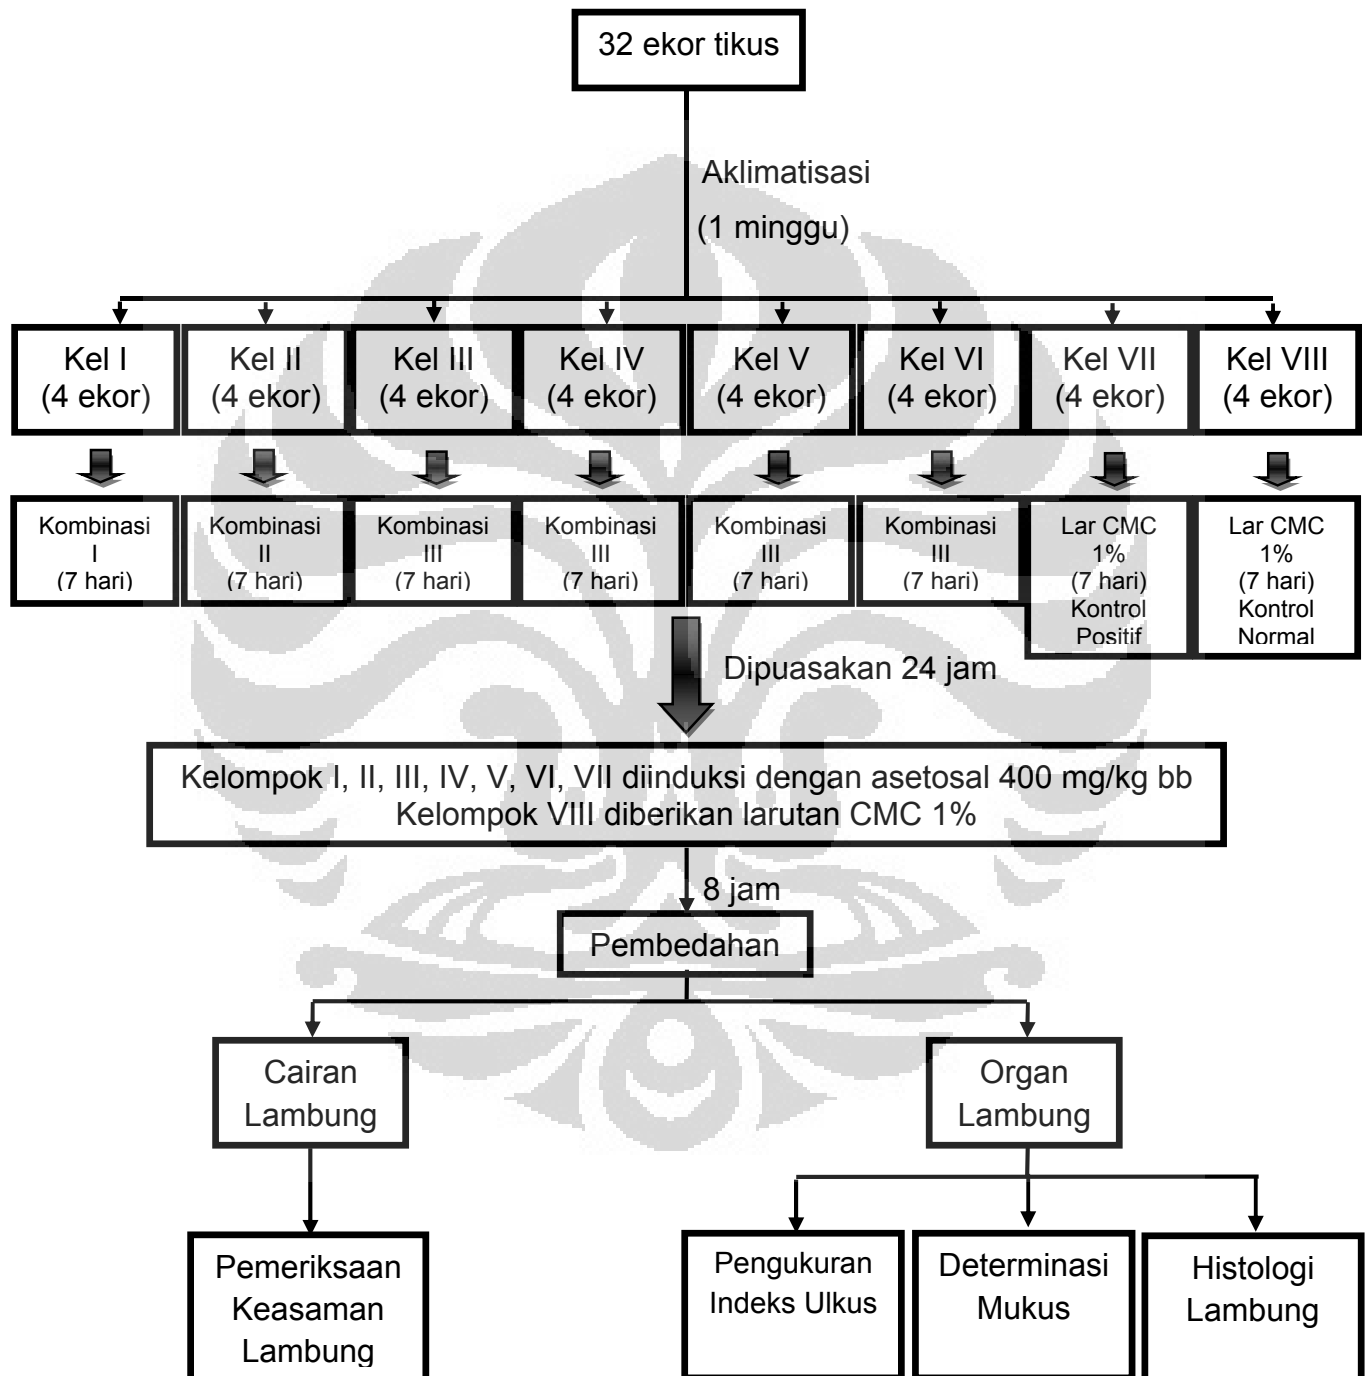 32 ekor tikus
Aklimatisasi
(1 minggu)
Kel I
(4 ekor)
Kel II
(4 ekor)
Kel III
(4 ekor)
Kel IV
(4 ekor)
Kel V
(4 ekor)
Kel VI
(4 ekor)
Kel VII
(4 ekor)
Kel VIII
(4 ekor)
Kombinasi
I
(7 hari)
Kombinasi
II
(7 hari)
Kombinasi
III
(7 hari)
Kombinasi
III
(7 hari)
Kombinasi
III
(7 hari)
Kombinasi
III
(7 hari)
Lar CMC
1%
(7 hari)
Kontrol
Positif
Lar CMC
1%
(7 hari)
Kontrol
Normal
Dipuasakan 24 jam
Kelompok I, II, III, IV, V, VI, VII diinduksi dengan asetosal 400 mg/kg bb
Kelompok VIII diberikan larutan CMC 1%
8 jam
Pembedahan
Cairan
Lambung
Organ
Lambung
Pemeriksaan
Keasaman
Lambung
Pengukuran
Indeks Ulkus
Determinasi
Mukus
Histologi
Lambung